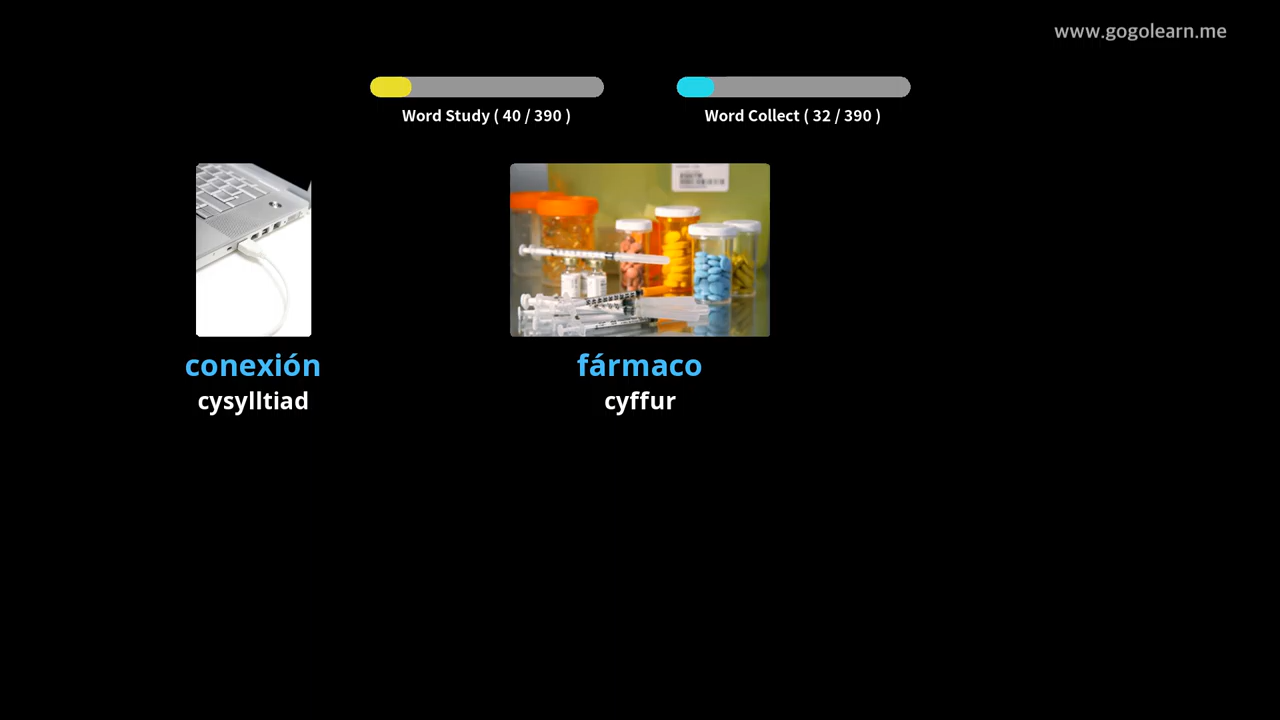 www.gogolearn.me
Word Study ( 40 / 390 )
Word Collect ( 32 / 390 )
conexión
cysylltiad
fármaco
cyffur